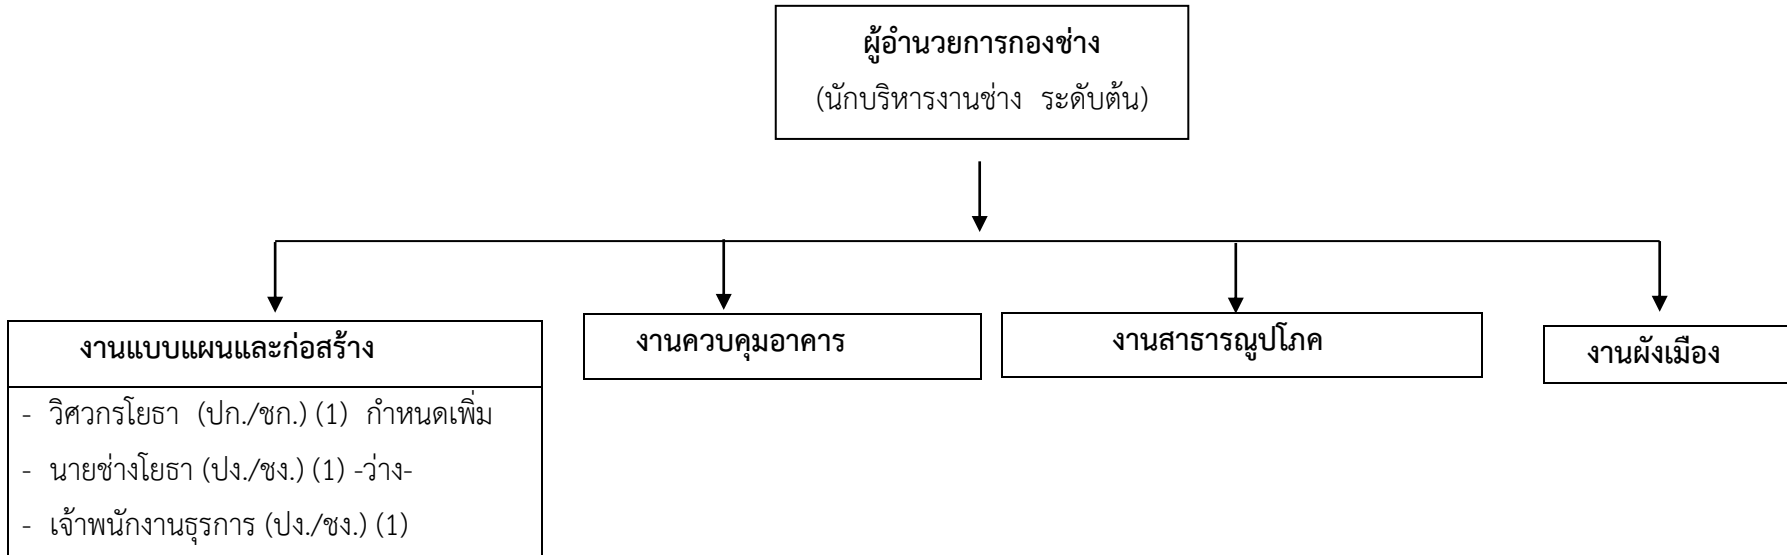 ผู้อำนวยการกองช่าง
(นักบริหารงานช่าง ระดับต้น)
งานแบบแผนและก่อสร้าง
- วิศวกรโยธา (ปก./ชก.) (1) กำหนดเพิ่ม
- นายช่างโยธา (ปง./ชง.) (1) -ว่าง-
- เจ้าพนักงานธุรการ (ปง./ชง.) (1)
งานควบคุมอาคาร
งานสาธารณูปโภค
งานผังเมือง